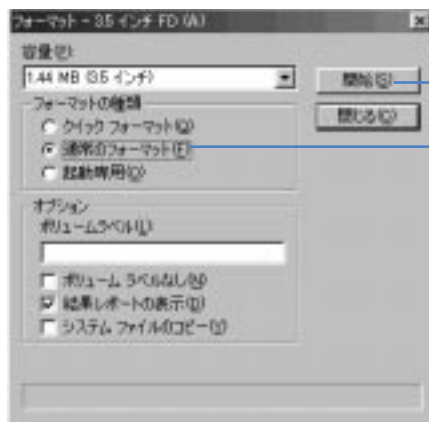 フォーマット - 3.5 インチ FD (A)
容量(P):
1.44 MB (3.5 インチ)
開始(S)
閉じる(C)
フォーマットの種類
クイック フォーマット(Q)
通常のフォーマット(F)
起動専用(O)
オプション
ボリュームラベル(L)
ボリューム ラベルなし(N)
結果レポートの表示(D)
システム ファイルのコピー(Y)